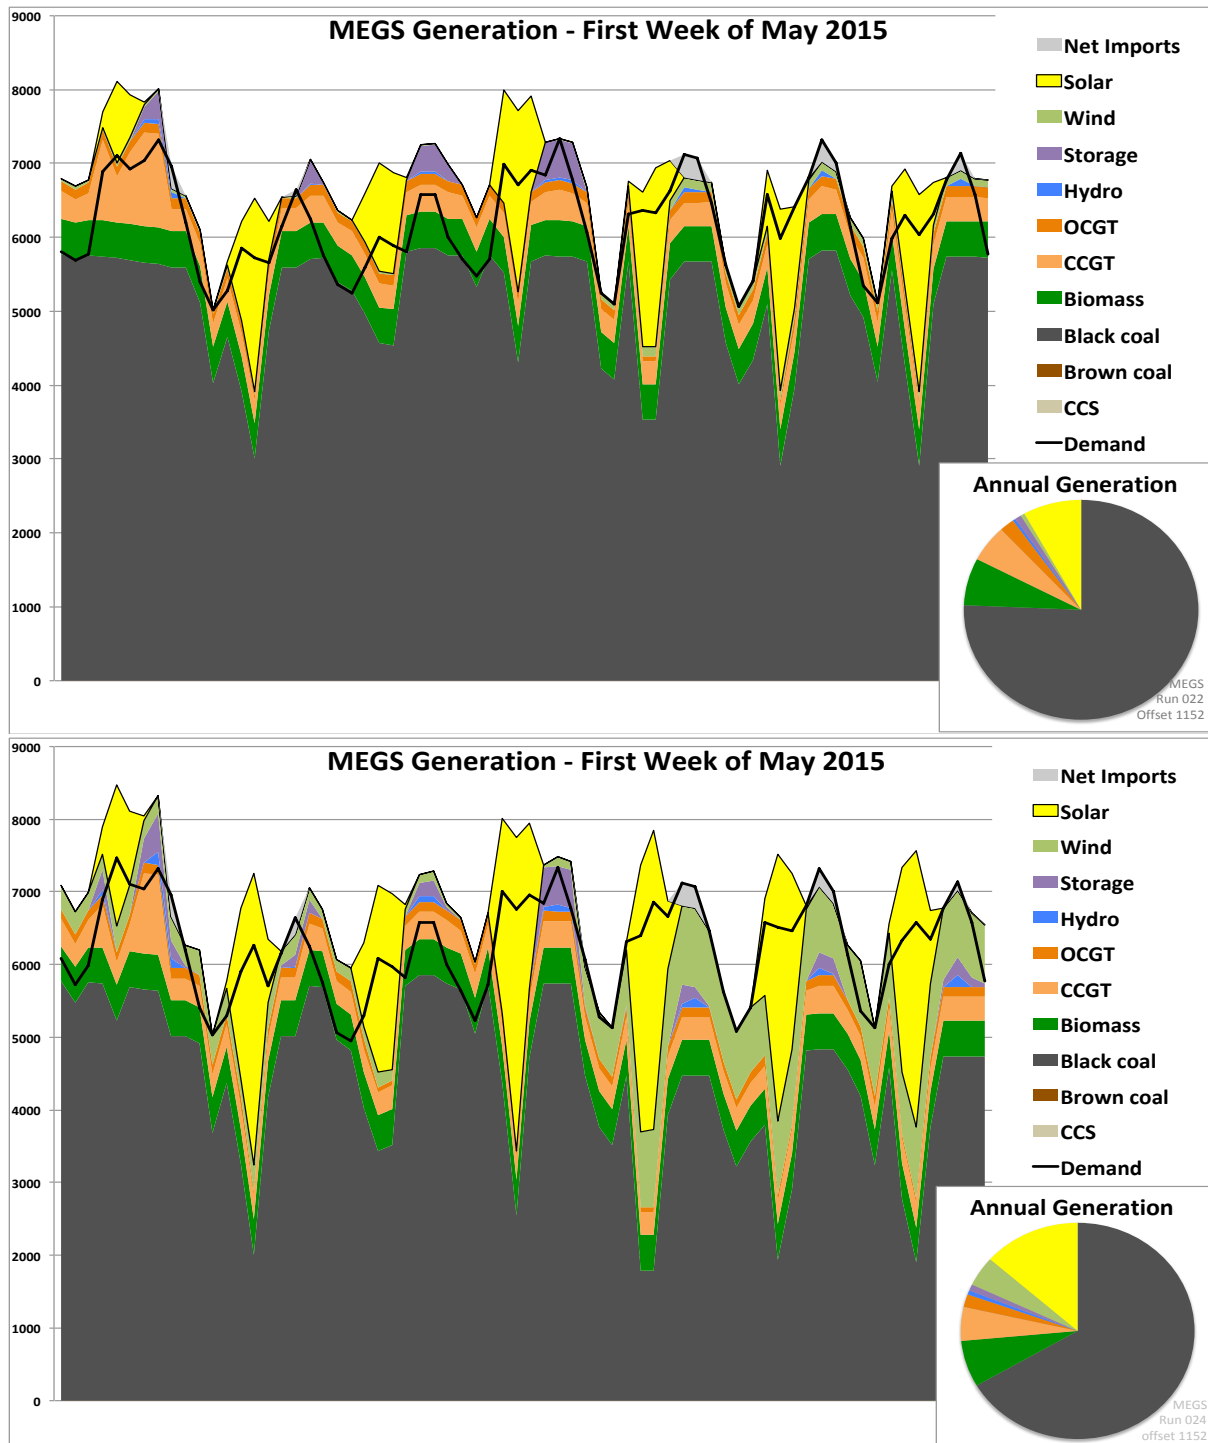 MEGS Generation - First Week of May 2015
9000
8000
7000
6000
5000
4000
3000
2000
1000
0
Net Imports
Solar
Wind
Storage
Hydro
OCGT
CCGT
Biomass
Black coal
Brown coal
CCS
Demand
Annual Generation
MEGS
Run 022
Offset 1152
MEGS Generation - First Week of May 2015
9000
8000
7000
6000
5000
4000
3000
2000
1000
0
Net Imports
Solar
Wind
Storage
Hydro
OCGT
CCGT
Biomass
Black coal
Brown coal
CCS
Demand
Annual Generation
MEGS
Run 024
offset 1152